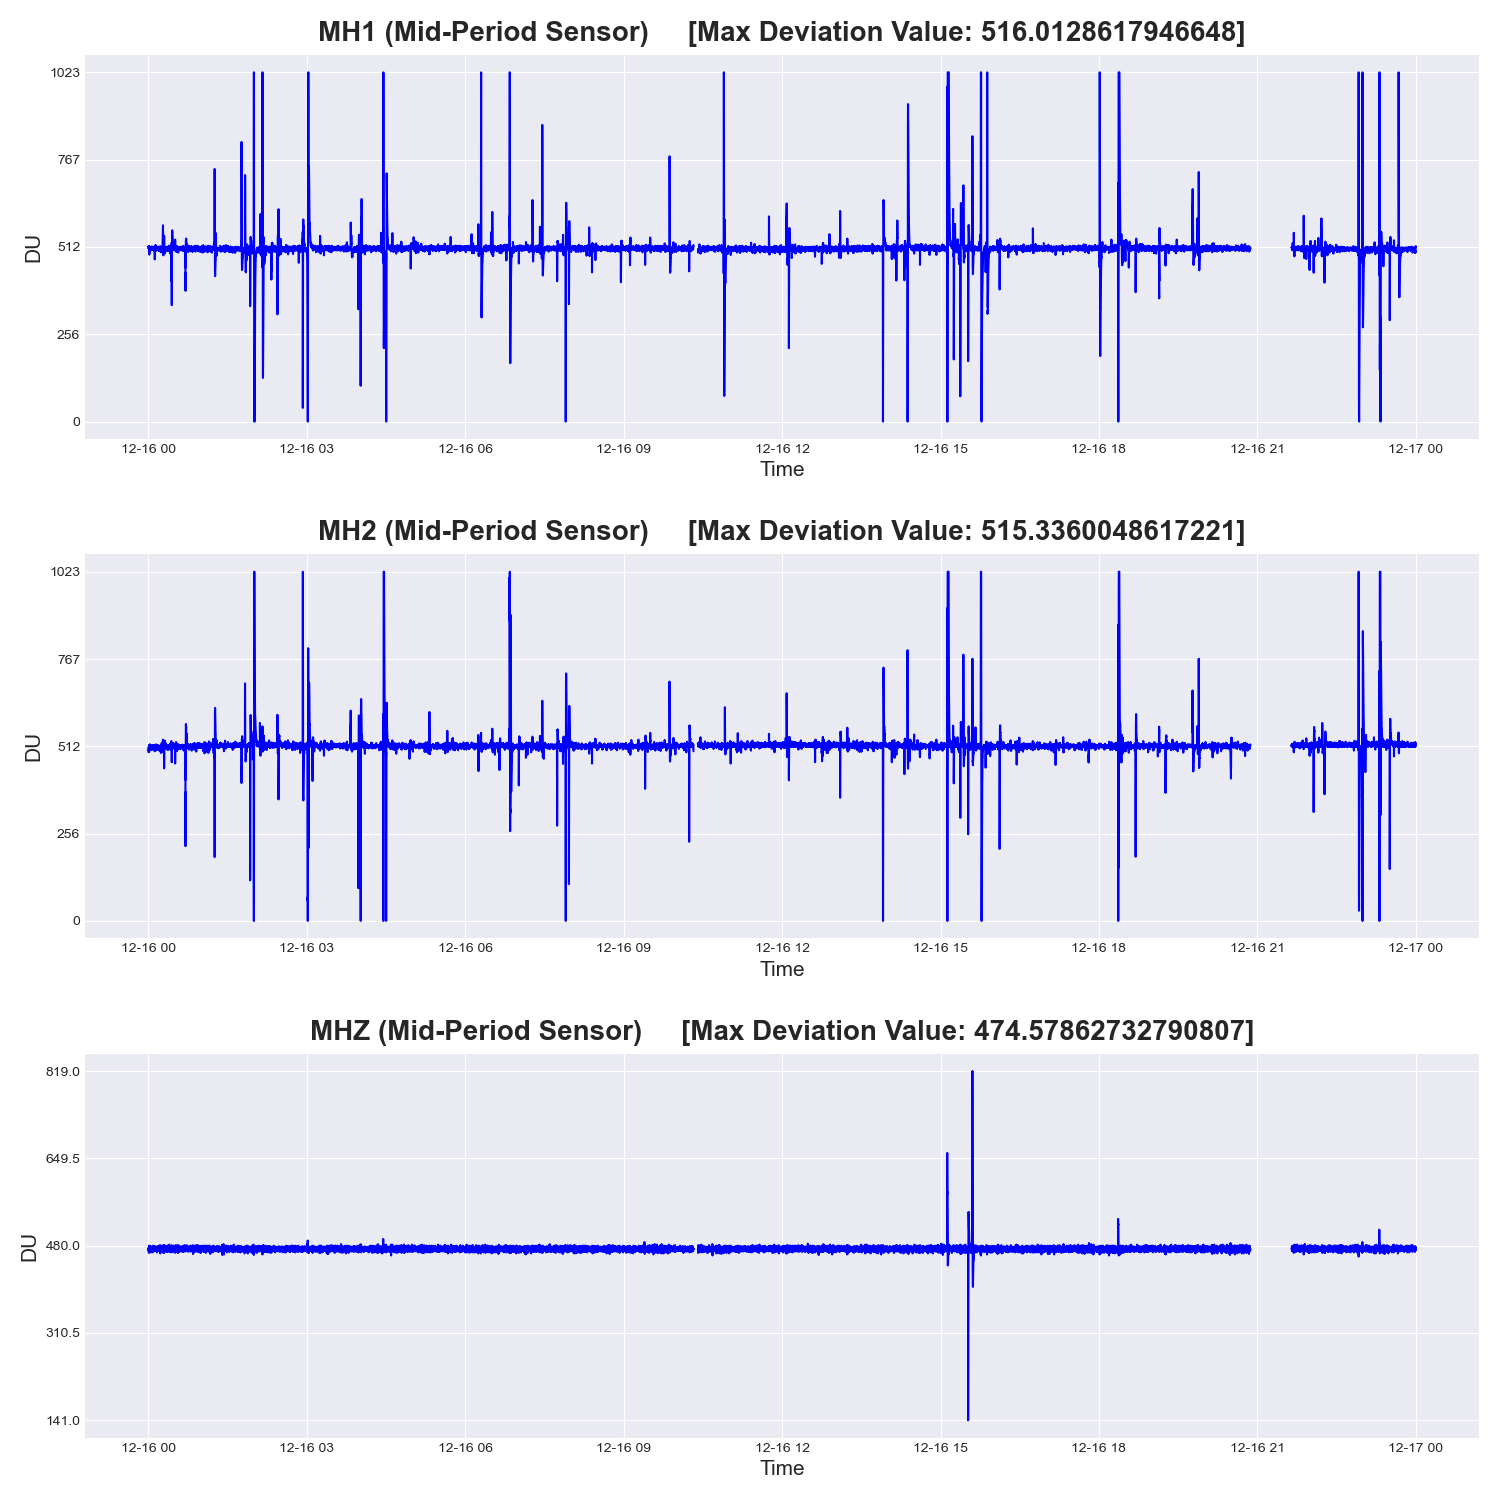 MH1 (Mid-Period Sensor) [Max Deviation Value: 516.0128617946648]
1023
767
512
256
0
DU
12-16 00 12-16 03 12-16 06 12-16 09 12-16 12 12-16 15 12-16 18 12-16 21 12-17 00
Time
MH2 (Mid-Period Sensor) [Max Deviation Value: 515.3360048617221]
1023
767
512
256
0
DU
12-16 00 12-16 03 12-16 06 12-16 09 12-16 12 12-16 15 12-16 18 12-16 21 12-17 00
Time
MHZ (Mid-Period Sensor) [Max Deviation Value: 474.578627332790807]
819.0
649.5
480.0
310.5
141.0
DU
12-16 00 12-16 03 12-16 06 12-16 09 12-16 12 12-16 15 12-16 18 12-16 21 12-17 00
Time